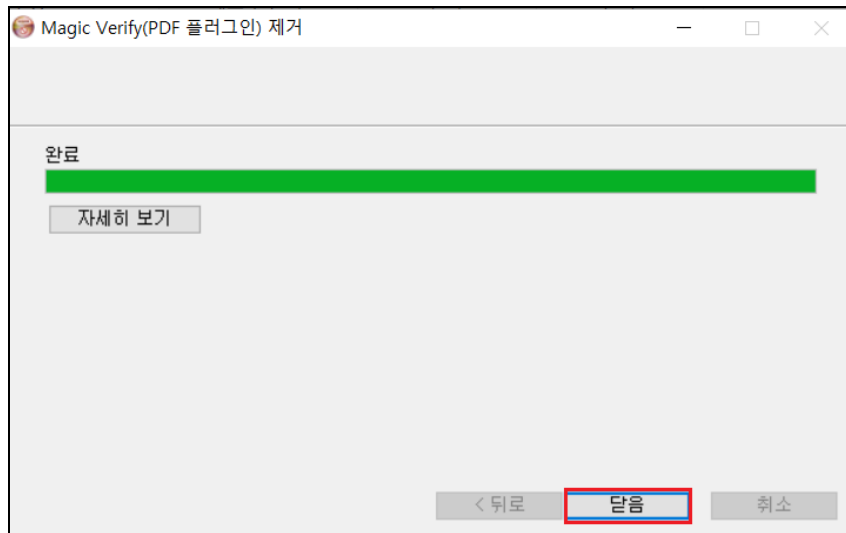 Magic Verify(PDF 플러그인) 제거
완료
자세히 보기
< 뒤로
닫음
취소